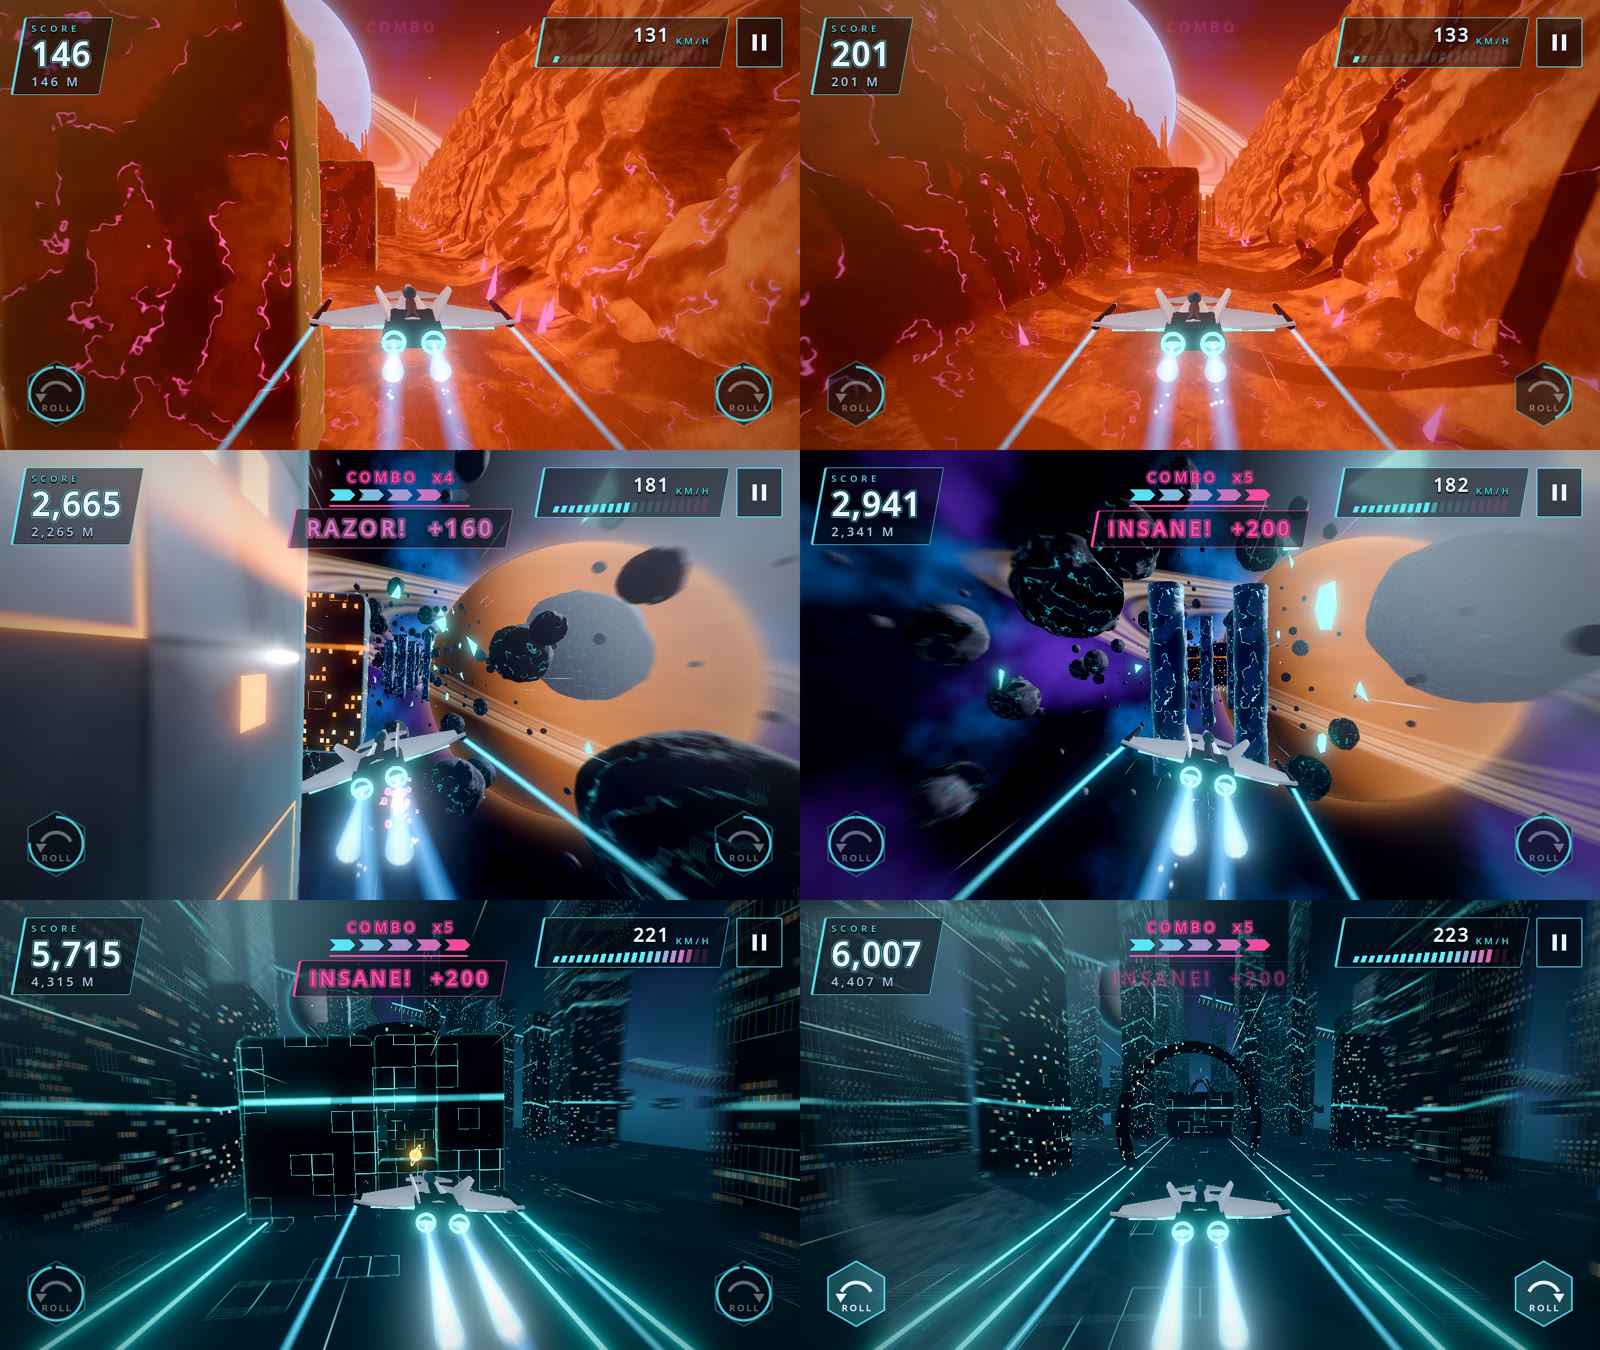 SCORE
146
146 M
COMBO
131 KM/H
ROLL
ROLL
SCORE
201
201 M
COMBO
133 KM/H
ROLL
ROLL
SCORE
2,665
2,265 M
COMBO x4
RAZOR! +160
181 KM/H
ROLL
ROLL
SCORE
2,941
2,341 M
COMBO x5
INSANE! +200
182 KM/H
ROLL
ROLL
SCORE
5,715
4,315 M
COMBO x5
INSANE! +200
221 KM/H
ROLL
ROLL
SCORE
6,007
4,407 M
COMBO x5
INSANE! +200
223 KM/H
ROLL
ROLL